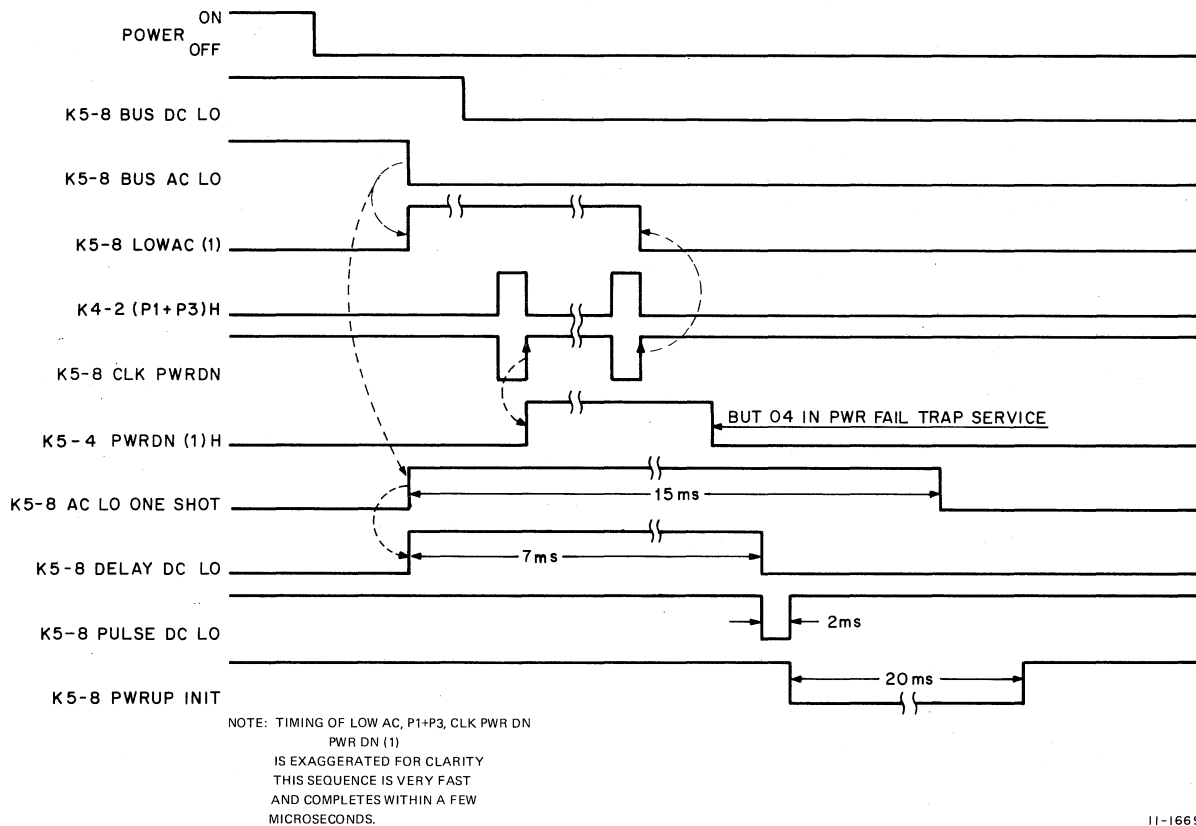 ON
POWER
OFF
K5-8 BUS DC LO
K5-8 BUS AC LO
K5-8 LOWAC (1)
K4-2 (P1+P3)H
K5-8 CLK PWRDN
BUT 04 IN PWR FAIL TRAP SERVICE
K5-4 PWRDN (1) H
15ms
K5-8 AC LO ONE SHOT
7ms
K5-8 DELAY DC LO
2ms
K5-8 PULSE DC LO
20ms
K5-8 PWRUP INIT
NOTE: TIMING OF LOW AC, P1+P3, CLK PWR DN
PWR DN (1)
IS EXAGGERATED FOR CLARITY
THIS SEQUENCE IS VERY FAST
AND COMPLETES WITHIN A FEW
MICROSECONDS.